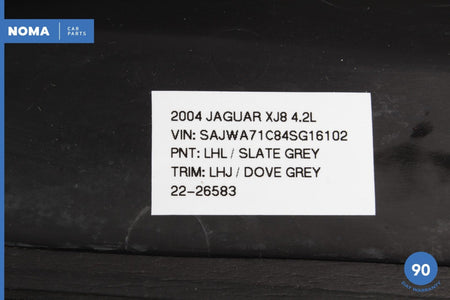 NOMA CAR PARTS
2004 JAGUAR XJ8 4.2L
VIN: SAJWA71C84SG16102
PNT: LHL / SLATE GREY
TRIM: LHJ / DOVE GREY
22-26583
90
DAY WARRANTY